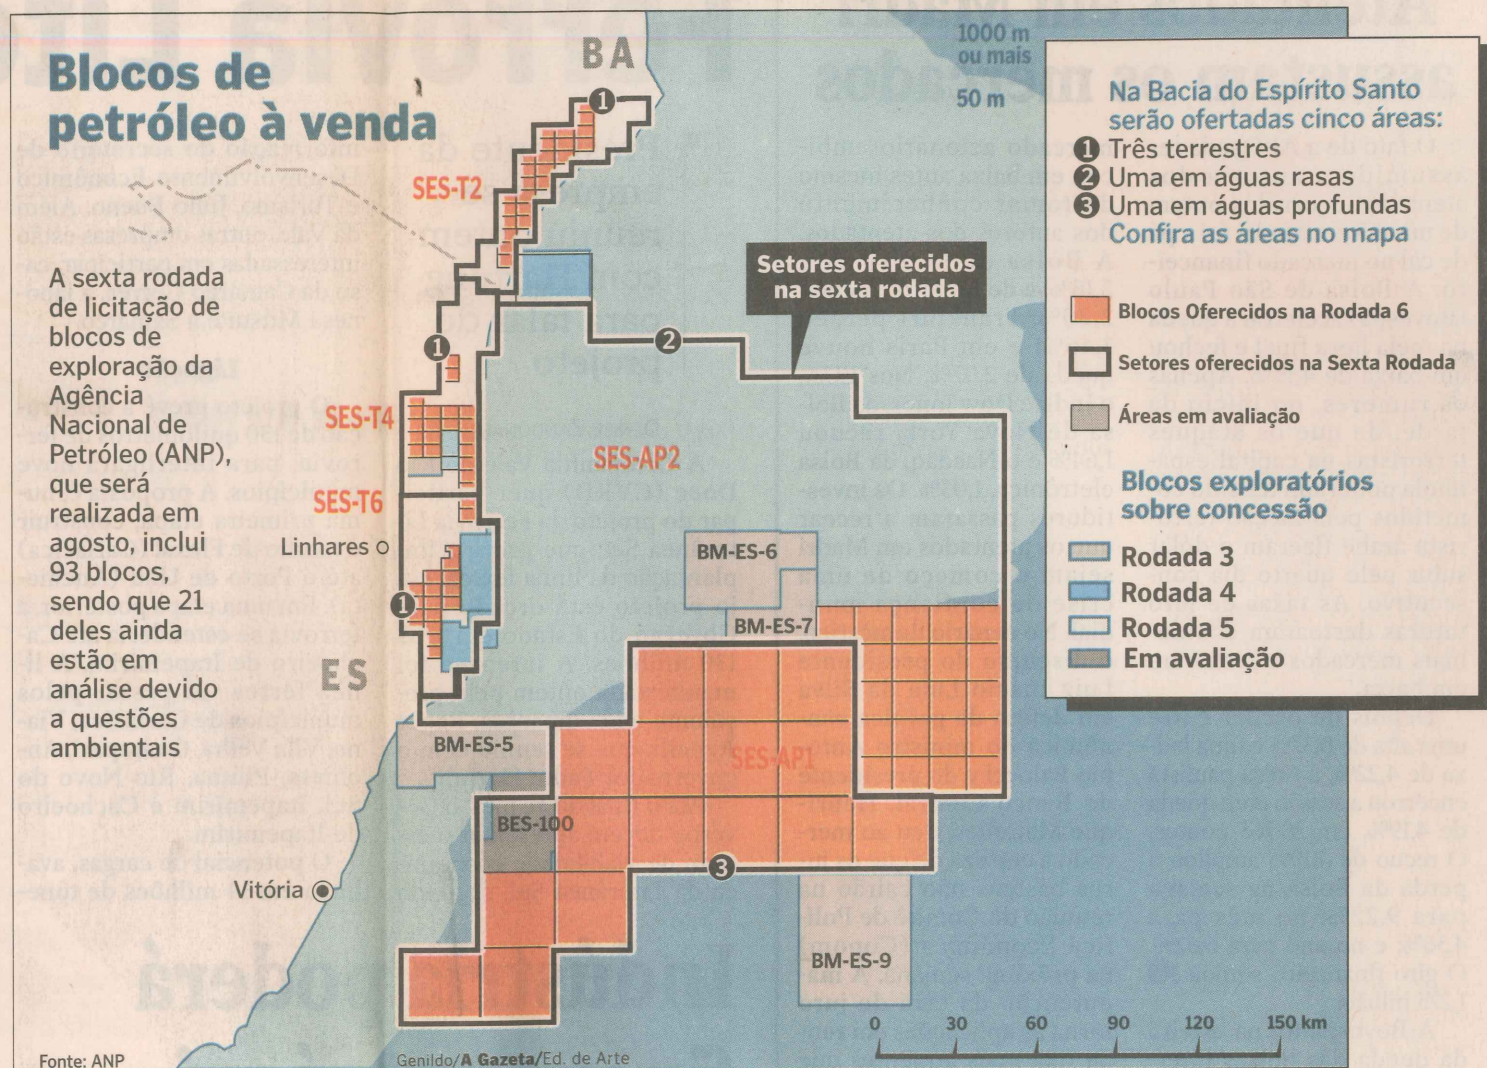 Blocos de
petróleo à venda
A sexta rodada
de licitação de
blocos de
exploração da
Agência
Nacional de
Petróleo (ANP),
que será
realizada em
agosto, inclui
93 blocos,
sendo que 21
deles ainda
estão em
análise devido
a questões
ambientais
BA
1000 m
ou mais
50 m
1
SES-T2
Setores oferecidos
na sexta rodada
1
2
SES-T4
SES-AP2
SES-T6
Linhares
BM-ES-6
1
BM-ES-7
ES
BM-ES-5
SES-AP1
BES-100
3
Vitória
BM-ES-9
0 30 60 90 120 150 km
Na Bacia do Espírito Santo
serão ofertadas cinco áreas:
1 Três terrestres
2 Uma em águas rasas
3 Uma em águas profundas
Confira as áreas no mapa
Blocos Oferecidos na Rodada 6
Setores oferecidos na Sexta Rodada
Áreas em avaliação
Blocos exploratórios
sobre concessão
Rodada 3
Rodada 4
Rodada 5
Em avaliação
Fonte: ANP
Genildo/A Gazeta/Ed. de Arte